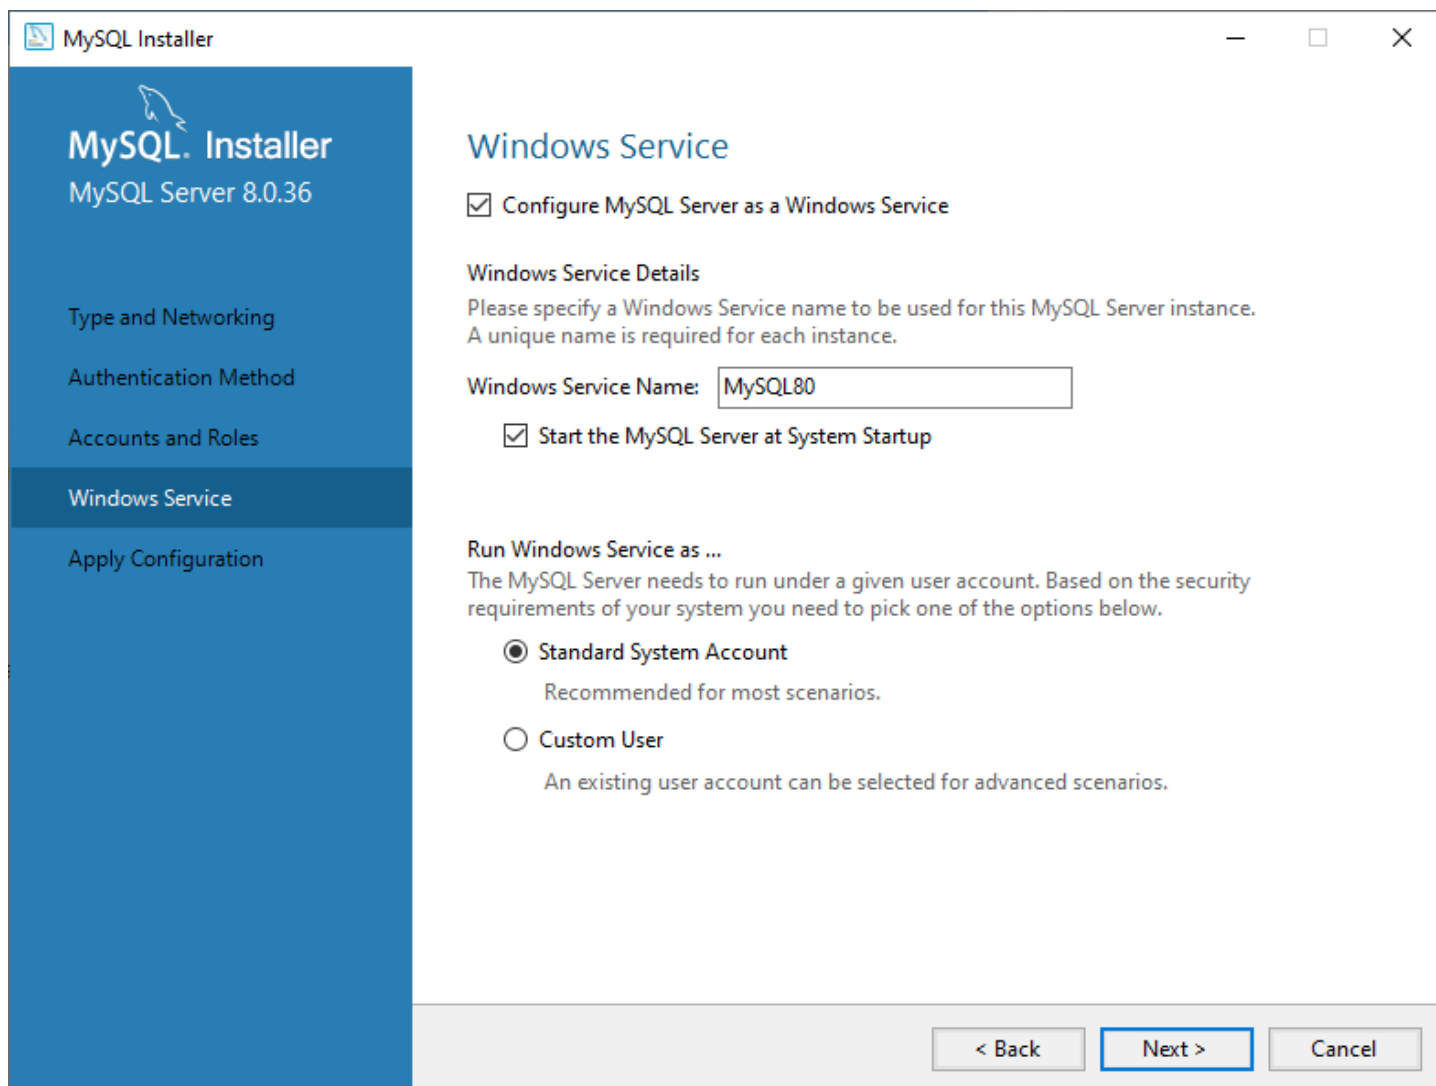 MySQL Installer
MySQL. Installer
MySQL Server 8.0.36
Type and Networking
Authentication Method
Accounts and Roles
Windows Service
Apply Configuration
Windows Service
Configure MySQL Server as a Windows Service
Windows Service Details
Please specify a Windows Service name to be used for this MySQL Server instance.
A unique name is required for each instance.
Windows Service Name: MySQL80
Start the MySQL Server at System Startup
Run Windows Service as ...
The MySQL Server needs to run under a given user account. Based on the security
requirements of your system you need to pick one of the options below.
Standard System Account
Recommended for most scenarios.
Custom User
An existing user account can be selected for advanced scenarios.
< Back Next > Cancel